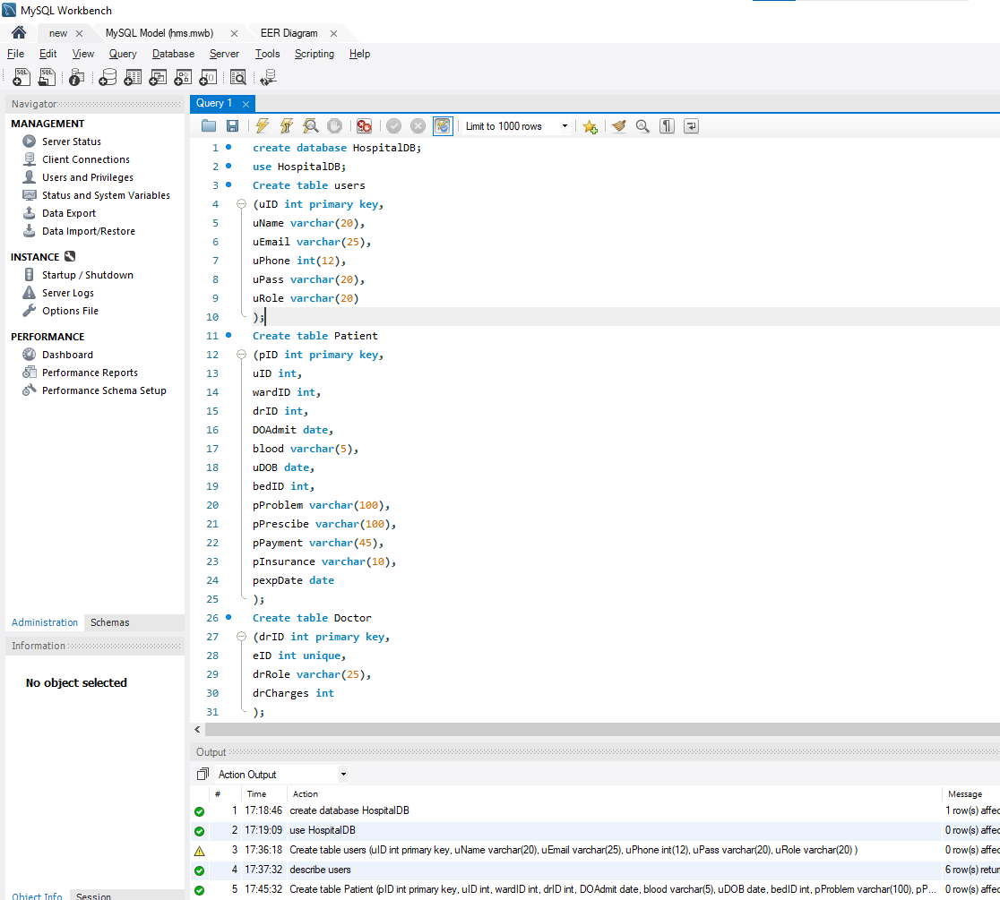 MySQL Workbench
new MySQL Model (hms.mwb) EER Diagram
File Edit View Query Database Server Tools Scripting Help
Navigator
MANAGEMENT
Server Status
Client Connections
Users and Privileges
Status and System Variables
Data Export
Data Import/Restore
INSTANCE
Startup / Shutdown
Server Logs
Options File
PERFORMANCE
Dashboard
Performance Reports
Performance Schema Setup
Administration Schemas
Information
No object selected
Object Info Session
Query 1
Limit to 1000 rows
1 create database HospitalDB;
2 use HospitalDB;
3 Create table users
4 (uID int primary key,
5 uName varchar(20),
6 uEmail varchar(25),
7 uPhone int(12),
8 uPass varchar(20),
9 uRole varchar(20)
10 );
11 Create table Patient
12 (pID int primary key,
13 uID int,
14 wardID int,
15 drID int,
16 DOAdmit date,
17 blood varchar(5),
18 uDOB date,
19 bedID int,
20 pProblem varchar(100),
21 pPrescibe varchar(100),
22 pPayment varchar(45),
23 pInsurance varchar(10),
24 pexpDate date
25 );
26 Create table Doctor
27 (drID int primary key,
28 eID int unique,
29 drRole varchar(25),
30 drCharges int
31 );
Output
Action Output
# Time Action Message
1 17:18:46 create database HospitalDB 1 row(s) affec
2 17:19:09 use HospitalDB 0 row(s) affec
3 17:36:18 Create table users (uID int primary key, uName varchar(20), uEmail varchar(25), uPhone int(12), uPass varchar(20), uRole varchar(20) ) 0 row(s) affec
4 17:37:32 describe users 6 row(s) retur
5 17:45:32 Create table Patient (pID int primary key, uID int, wardID int, drID int, DOAdmit date, blood varchar(5), uDOB date, bedID int, pProblem varchar(100), pP... 0 row(s) affec